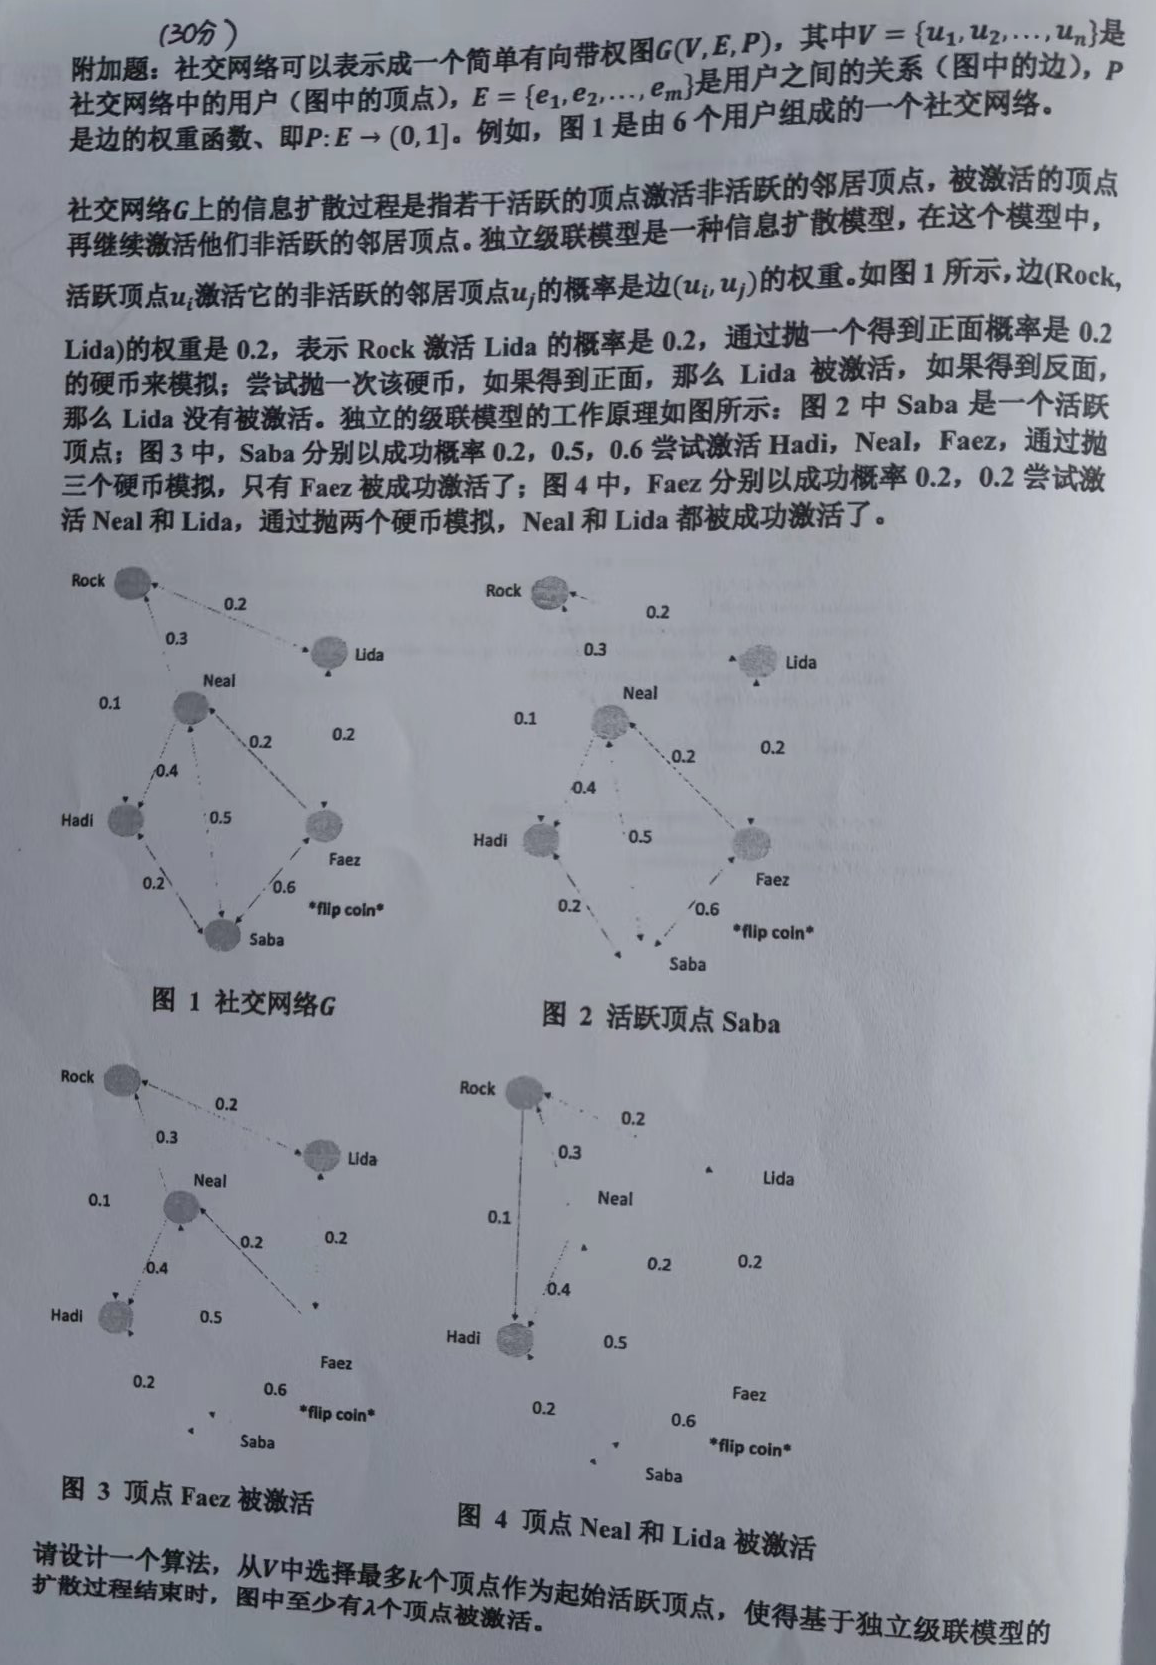 (30分)
附加题：社交网络可以表示成一个简单有向带权图G(V,E,P)，其中V = {u₁,u₂,…,uₙ}是
社交网络中的用户（图中的顶点），E = {e₁,e₂,…,eₘ}是用户之间的关系（图中的边），P
是边的权重函数、即P:E → (0,1]。例如，图1是由6个用户组成的一个社交网络。
社交网络G上的信息扩散过程是指若干活跃的顶点激活非活跃的邻居顶点，被激活的顶点
再继续激活他们非活跃的邻居顶点。独立级联模型是一种信息扩散模型，在这个模型中，
活跃顶点uᵢ激活它的非活跃的邻居顶点uⱼ的概率是边(uᵢ,uⱼ)的权重。如图1所示，边(Rock,
Lida)的权重是 0.2，表示 Rock 激活 Lida 的概率是 0.2，通过抛一个得到正面概率是 0.2
的硬币来模拟；尝试抛一次该硬币，如果得到正面，那么 Lida 被激活，如果得到反面，
那么 Lida 没有被激活。独立的级联模型的工作原理如图所示：图 2 中 Saba 是一个活跃
顶点；图 3 中，Saba 分别以成功概率 0.2，0.5，0.6 尝试激活 Hadi，Neal，Faez，通过抛
三个硬币模拟，只有 Faez 被成功激活了；图 4 中，Faez 分别以成功概率 0.2，0.2 尝试激
活 Neal 和 Lida，通过抛两个硬币模拟，Neal 和 Lida 都被成功激活了。
Rock
0.2
0.3
Lida
Neal
0.1
0.2
0.2
0.4
Hadi
0.5
Faez
0.2
0.6
*flip coin*
Saba
图 1 社交网络G
Rock
0.2
0.3
Lida
Neal
0.1
0.2
0.2
0.4
Hadi
0.5
Faez
0.2
0.6
*flip coin*
Saba
图 2 活跃顶点 Saba
Rock
0.2
0.3
Lida
Neal
0.1
0.2
0.2
0.4
Hadi
0.5
Faez
0.2
0.6
*flip coin*
Saba
图 3 顶点 Faez 被激活
Rock
0.2
0.3
Lida
Neal
0.1
0.2
0.2
0.4
Hadi
0.5
Faez
0.2
0.6
*flip coin*
Saba
图 4 顶点 Neal 和 Lida 被激活
请设计一个算法，从V中选择最多k个顶点作为起始活跃顶点，使得基于独立级联模型的
扩散过程结束时，图中至少有λ个顶点被激活。